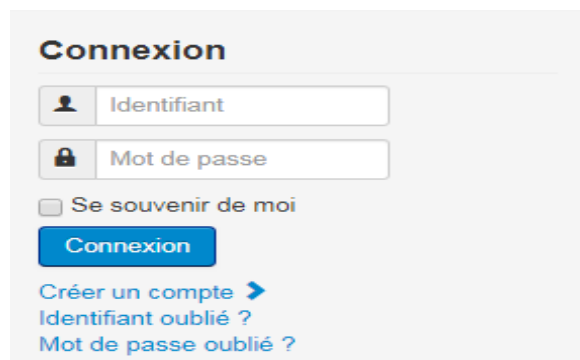 Connexion
Identifiant
Mot de passe
Se souvenir de moi
Connexion
Créer un compte
Identifiant oublié ?
Mot de passe oublié ?